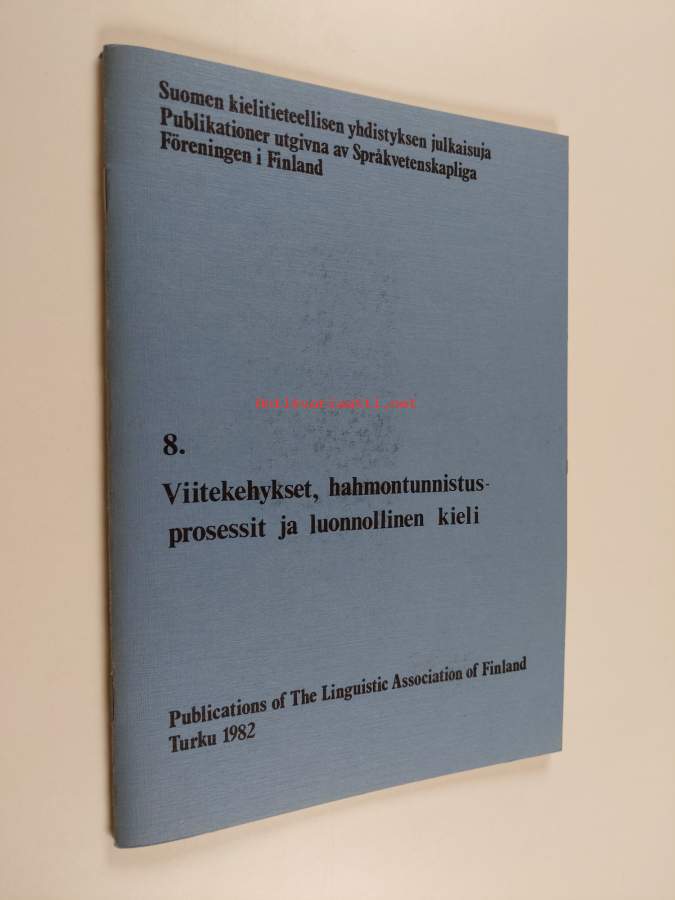 Suomen kielitieteellisen yhdistyksen julkaisuja
Publikationer utgivna av Språkvetenskapliga
Föreningen i Finland
antikvariaatti.net
8.
Viitekehykset, hahmontunnistus-
prosessit ja luonnollinen kieli
Publications of The Linguistic Association of Finland
Turku 1982